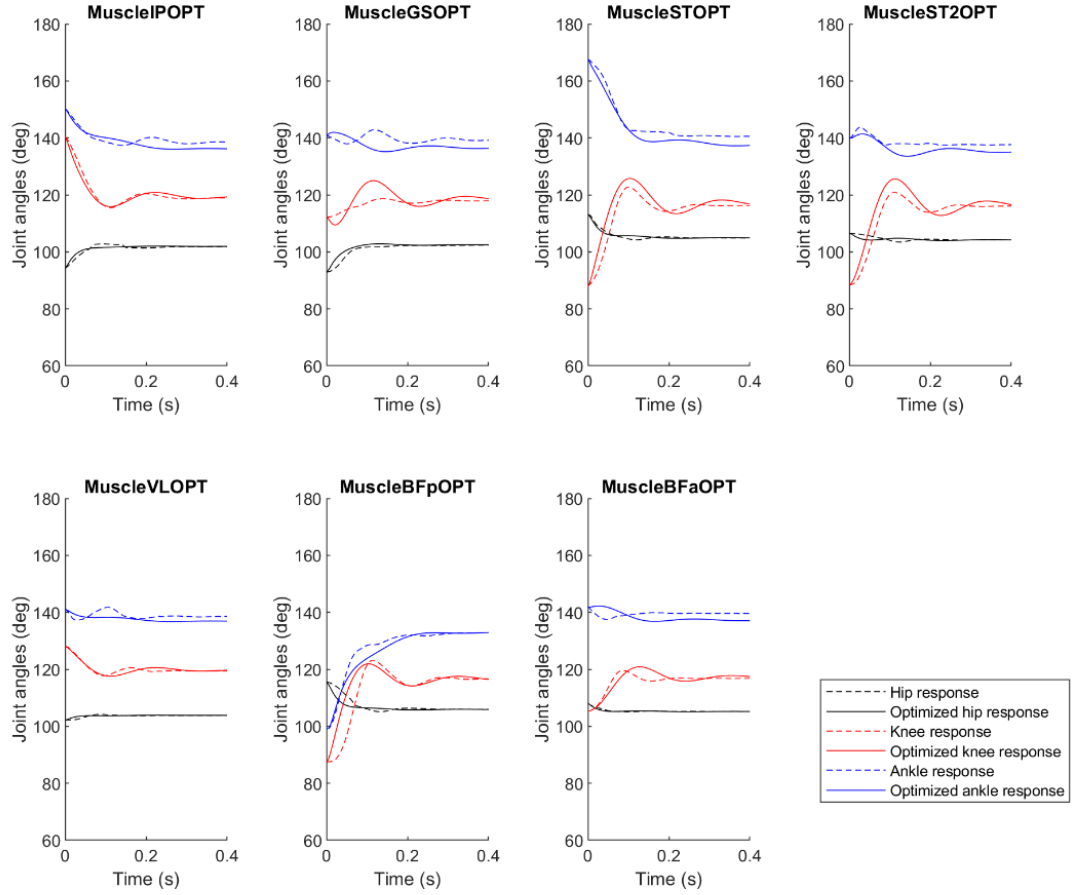 MuscleIPOPT
MuscleGSOPT
MuscleSTOPT
MuscleST2OPT
180
160
140
120
100
80
60
0
0.2
0.4
Joint angles (deg)
Time (s)
180
160
140
120
100
80
60
0
0.2
0.4
Joint angles (deg)
Time (s)
180
160
140
120
100
80
60
0
0.2
0.4
Joint angles (deg)
Time (s)
180
160
140
120
100
80
60
0
0.2
0.4
Joint angles (deg)
Time (s)
MuscleVLOPT
MuscleBFpOPT
MuscleBFaOPT
180
160
140
120
100
80
60
0
0.2
0.4
Joint angles (deg)
Time (s)
180
160
140
120
100
80
60
0
0.2
0.4
Joint angles (deg)
Time (s)
180
160
140
120
100
80
60
0
0.2
0.4
Joint angles (deg)
Time (s)
Hip response
Optimized hip response
Knee response
Optimized knee response
Ankle response
Optimized ankle response